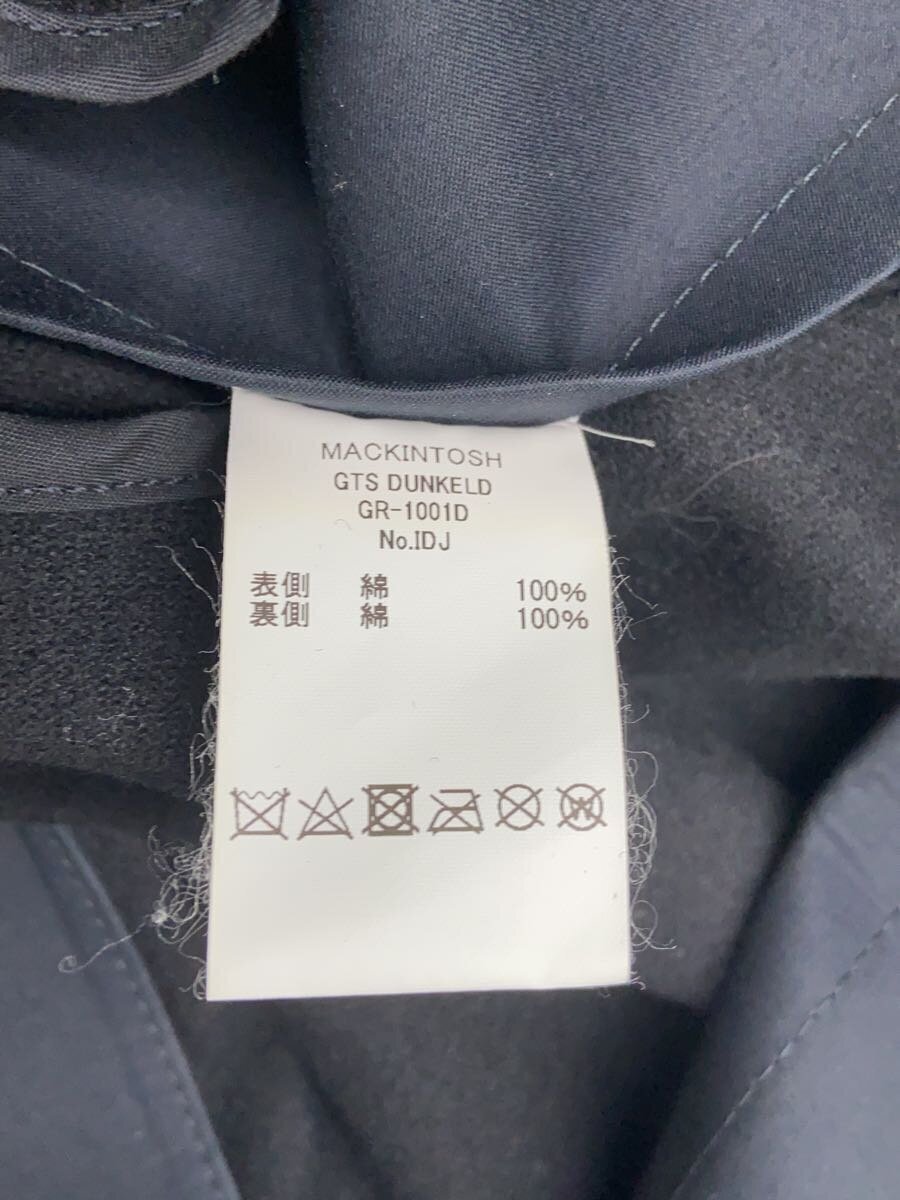 MACKINTOSH
GTS DUNKELD
GR-1001D
No.IDJ
表側 綿 100%
裏側 綿 100%